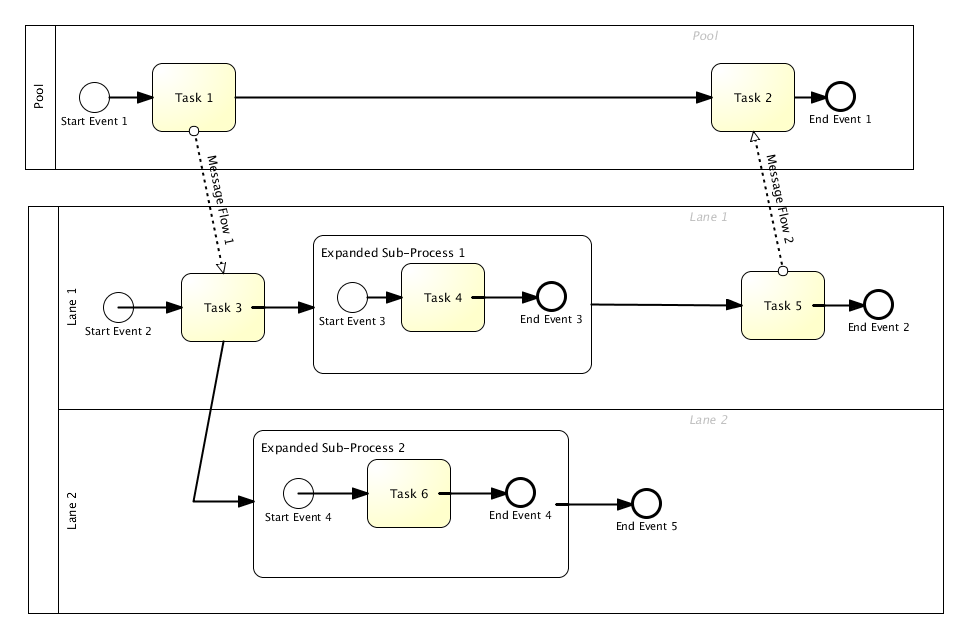 Pool
Pool
Task 1
Task 2
Start Event 1
End Event 1
Message Flow 1
Message Flow 2
Lane 1
Lane 1
Expanded Sub-Process 1
Start Event 2
Task 3
Start Event 3
Task 4
End Event 3
Task 5
End Event 2
Lane 2
Lane 2
Expanded Sub-Process 2
Start Event 4
Task 6
End Event 4
End Event 5